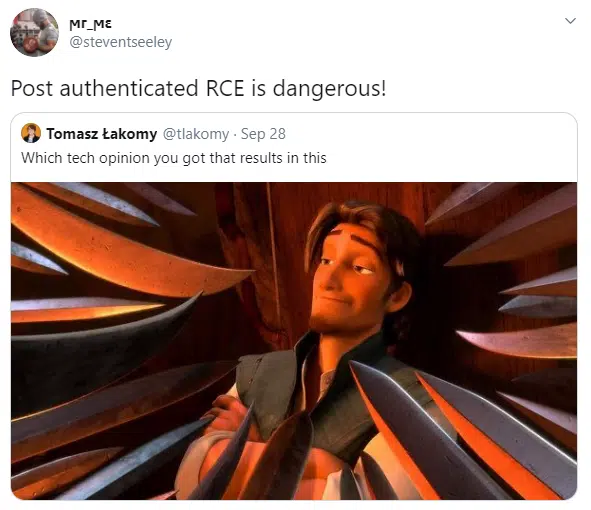 ϻг_ϻε
@steventseeley
Post authenticated RCE is dangerous!
Tomasz Łakomy @tlakomy · Sep 28
Which tech opinion you got that results in this